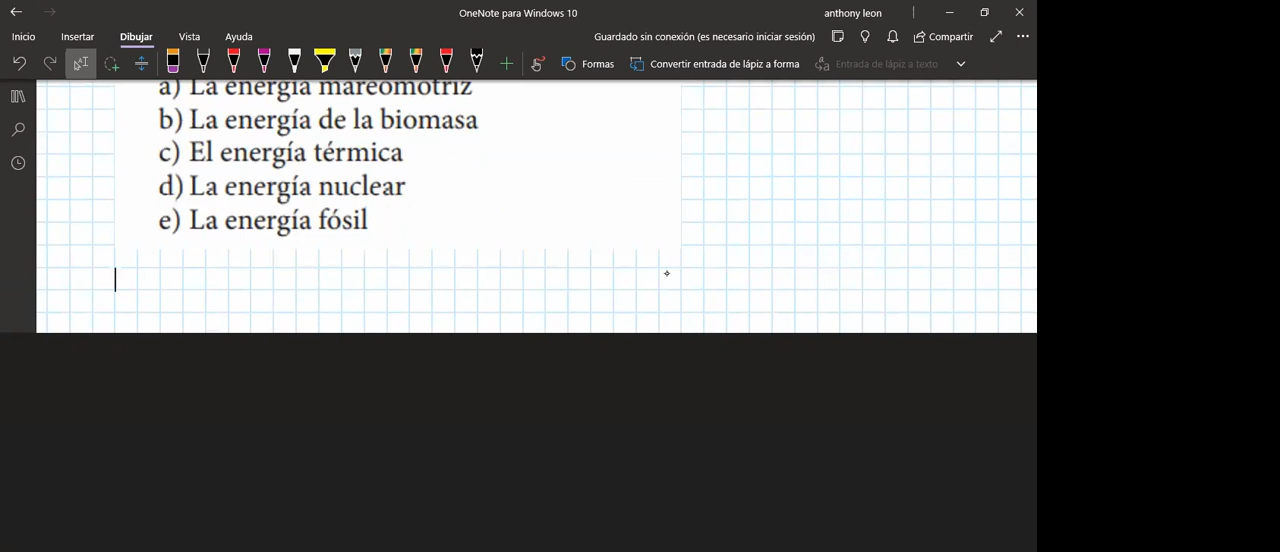 OneNote para Windows 10
anthony leon
Inicio Insertar Dibujar Vista Ayuda
Guardado sin conexión (es necesario iniciar sesión)
Compartir
Formas
Convertir entrada de lápiz a forma
Entrada de lápiz a texto
a) La energía mareomotriz
b) La energía de la biomasa
c) El energía térmica
d) La energía nuclear
e) La energía fósil